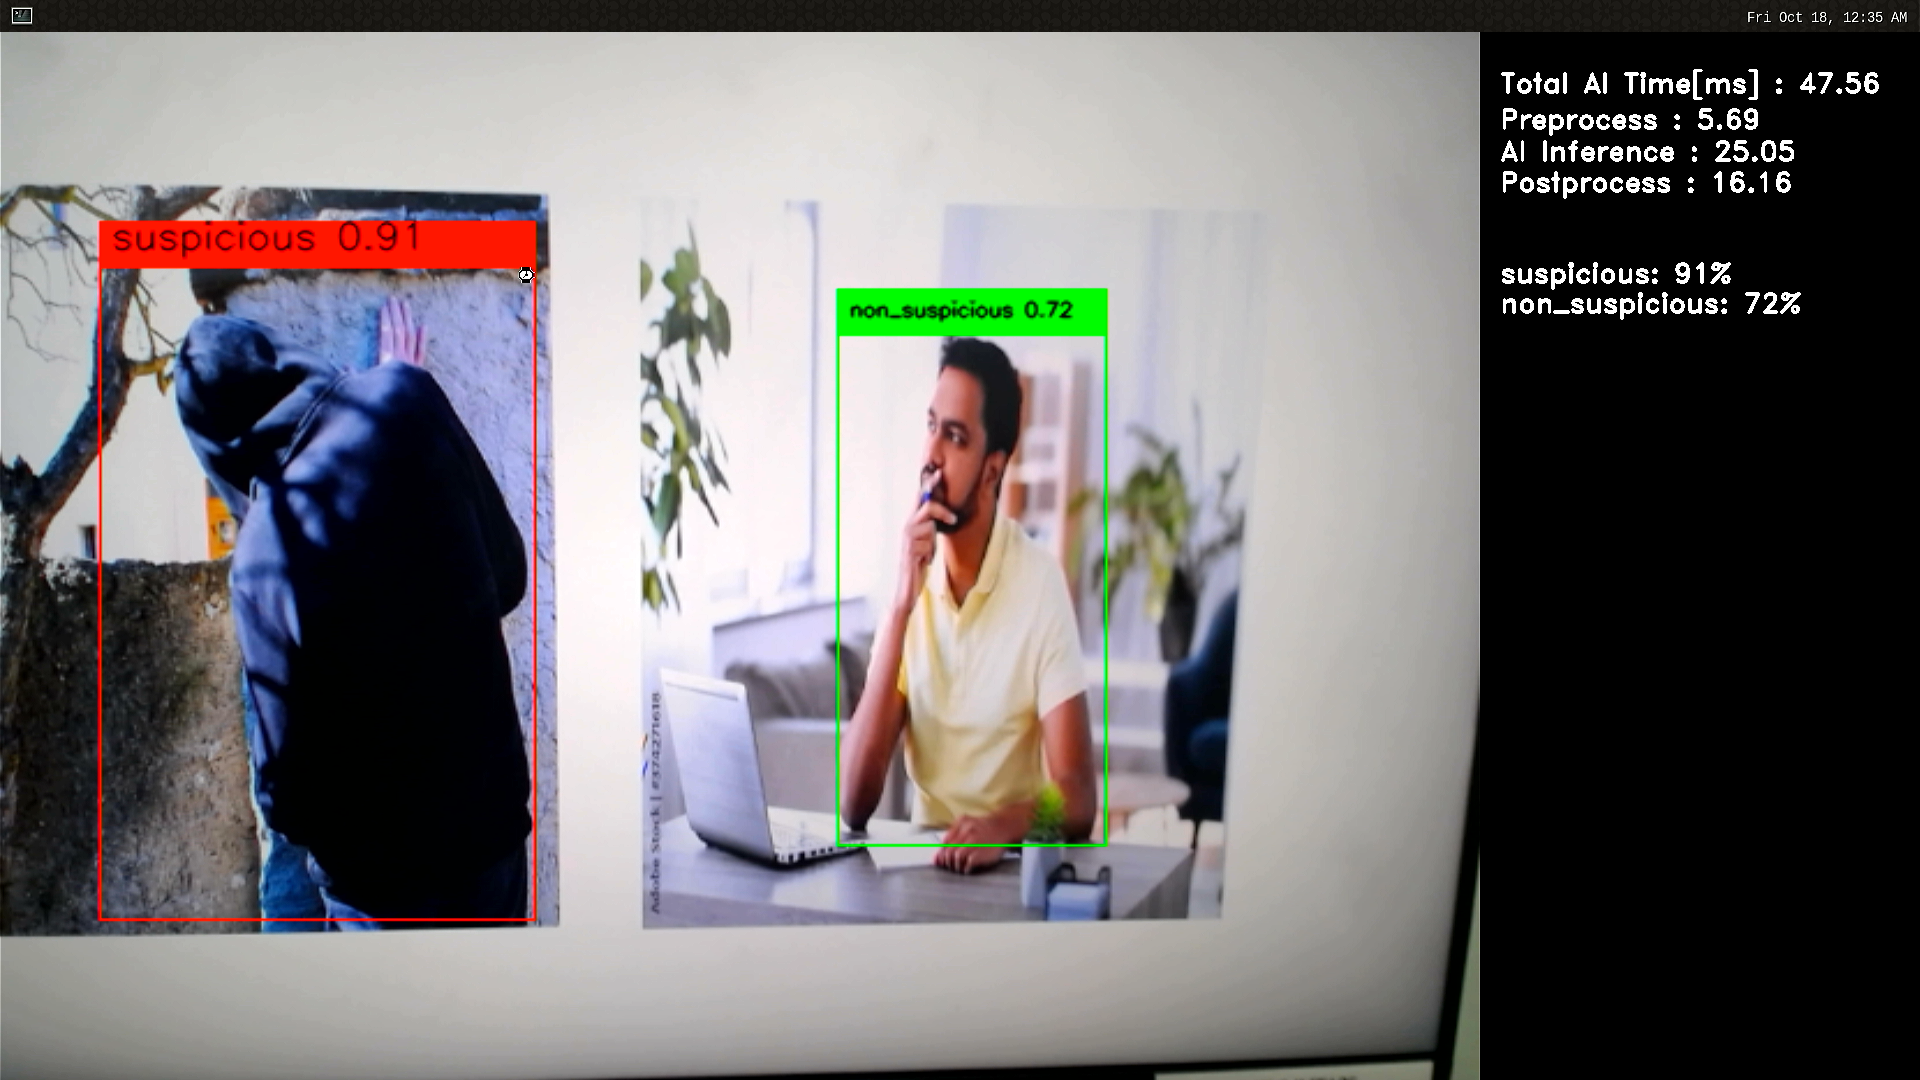 Fri Oct 18, 12:35 AM
Total AI Time[ms] : 47.56
Preprocess : 5.69
AI Inference : 25.05
Postprocess : 16.16
suspicious: 91%
non_suspicious: 72%
suspicious 0.91
non_suspicious 0.72
Adobe Stock | #374271618